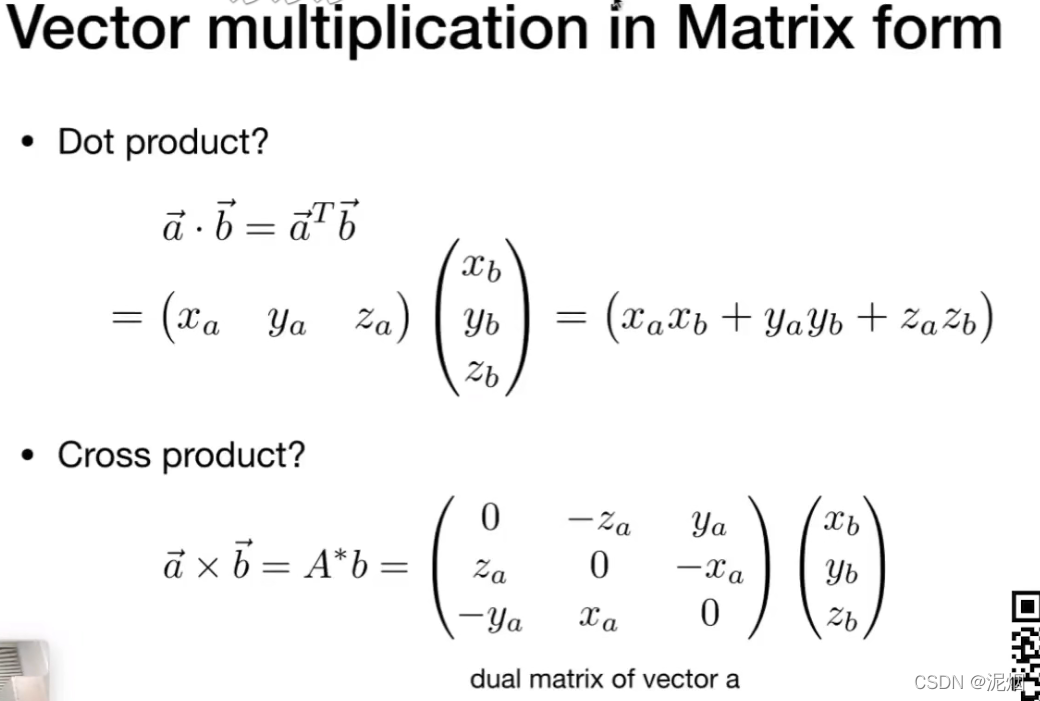 Vector multiplication in Matrix form
• Dot product?
$\vec{a} \cdot \vec{b} = \vec{a}^T \vec{b}$
$= \begin{pmatrix} x_a & y_a & z_a \end{pmatrix} \begin{pmatrix} x_b \\ y_b \\ z_b \end{pmatrix} = \begin{pmatrix} x_a x_b + y_a y_b + z_a z_b \end{pmatrix}$
• Cross product?
$\vec{a} \times \vec{b} = A^* b = \begin{pmatrix} 0 & -z_a & y_a \\ z_a & 0 & -x_a \\ -y_a & x_a & 0 \end{pmatrix} \begin{pmatrix} x_b \\ y_b \\ z_b \end{pmatrix}$
dual matrix of vector a
CSDN @泥烟